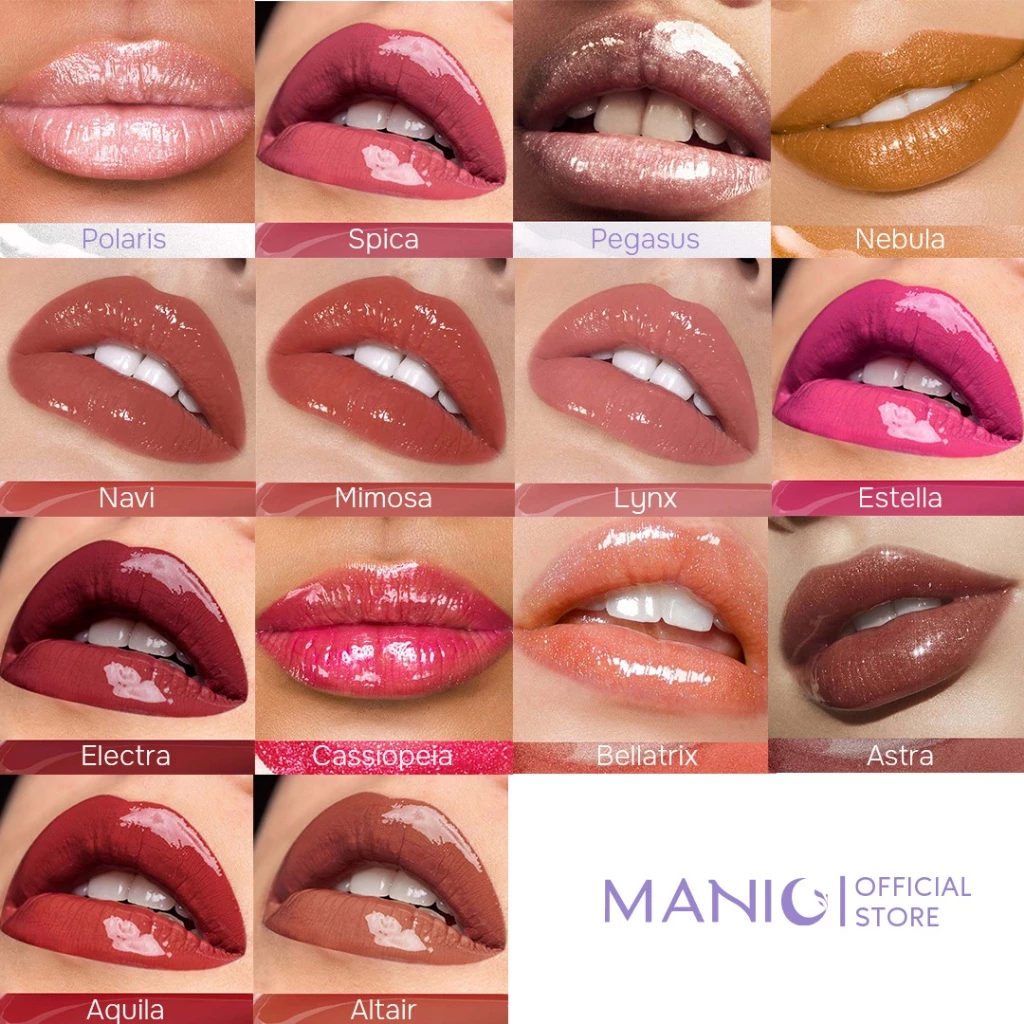 Polaris
Spica
Pegasus
Nebula
Navi
Mimosa
Lynx
Estella
Electra
Cassiopeia
Bellatrix
Astra
Aquila
Altair
MANIC
OFFICIAL
STORE